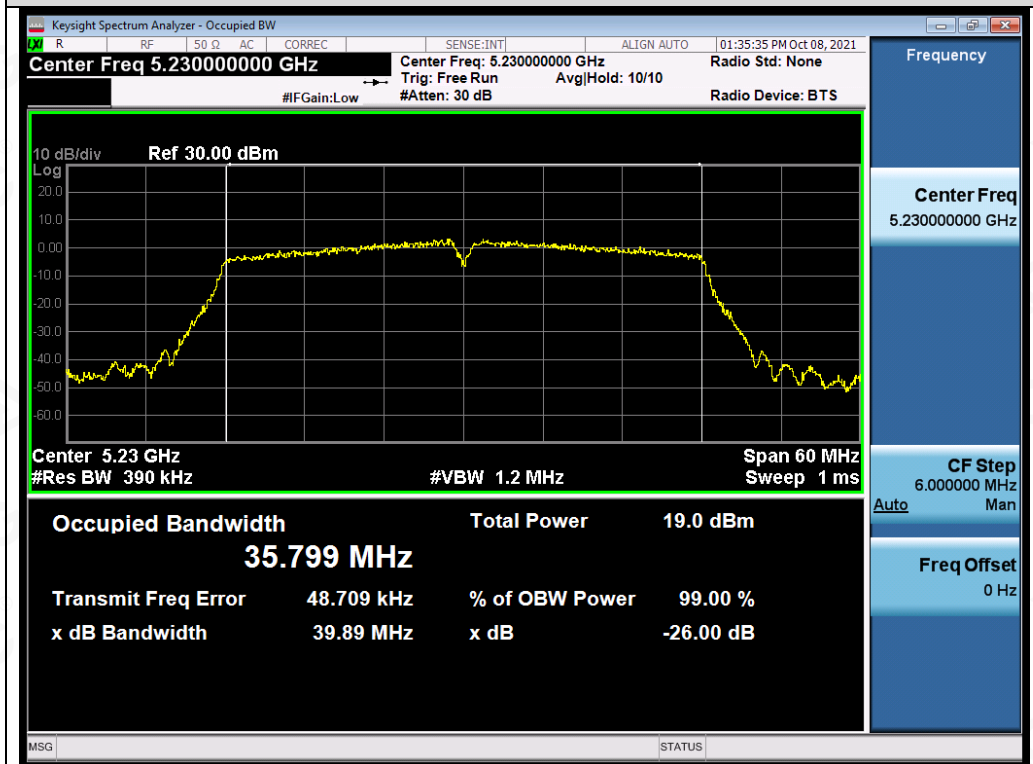 Keysight Spectrum Analyzer - Occupied BW
LXI R RF 50 Ω AC CORREC SENSE:INT ALIGN AUTO 01:35:35 PM Oct 08, 2021
Center Freq 5.230000000 GHz
Center Freq: 5.230000000 GHz
Radio Std: None
Trig: Free Run Avg|Hold: 10/10
#IFGain:Low
#Atten: 30 dB
Radio Device: BTS
Frequency
10 dB/div Ref 30.00 dBm
Log
20.0
10.0
0.00
-10.0
-20.0
-30.0
-40.0
-50.0
-60.0
Center 5.23 GHz
Span 60 MHz
#Res BW 390 kHz
#VBW 1.2 MHz
Sweep 1 ms
Center Freq
5.230000000 GHz
CF Step
6.000000 MHz
Auto Man
Freq Offset
0 Hz
Occupied Bandwidth
Total Power 19.0 dBm
35.799 MHz
Transmit Freq Error 48.709 kHz
% of OBW Power 99.00 %
x dB Bandwidth 39.89 MHz
x dB -26.00 dB
MSG
STATUS